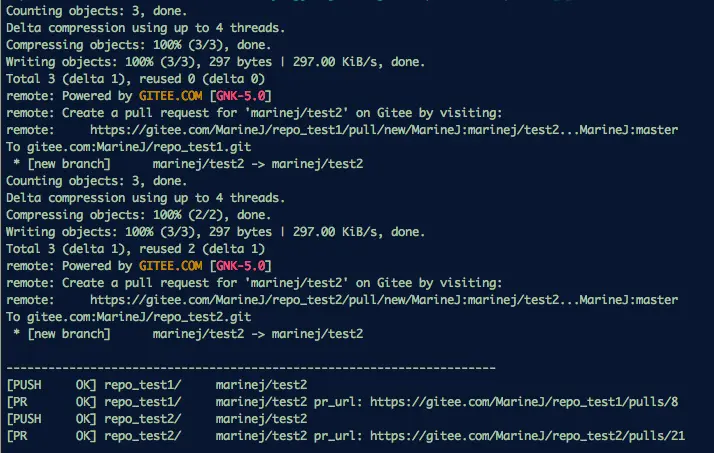 Counting objects: 3, done.
Delta compression using up to 4 threads.
Compressing objects: 100% (3/3), done.
Writing objects: 100% (3/3), 297 bytes | 297.00 KiB/s, done.
Total 3 (delta 1), reused 0 (delta 0)
remote: Powered by GITEE.COM [GNK-5.0]
remote: Create a pull request for 'marinej/test2' on Gitee by visiting:
remote:     https://gitee.com/MarineJ/repo_test1/pull/new/MarineJ:marinej/test2...MarineJ:master
To gitee.com:MarineJ/repo_test1.git
 * [new branch]      marinej/test2 -> marinej/test2
Counting objects: 3, done.
Delta compression using up to 4 threads.
Compressing objects: 100% (2/2), done.
Writing objects: 100% (3/3), 297 bytes | 297.00 KiB/s, done.
Total 3 (delta 1), reused 2 (delta 1)
remote: Powered by GITEE.COM [GNK-5.0]
remote: Create a pull request for 'marinej/test2' on Gitee by visiting:
remote:     https://gitee.com/MarineJ/repo_test2/pull/new/MarineJ:marinej/test2...MarineJ:master
To gitee.com:MarineJ/repo_test2.git
 * [new branch]      marinej/test2 -> marinej/test2
----------------------------------------------------------------------
[PUSH     OK] repo_test1/     marinej/test2
[PR       OK] repo_test1/     marinej/test2 pr_url: https://gitee.com/MarineJ/repo_test1/pulls/8
[PUSH     OK] repo_test2/     marinej/test2
[PR       OK] repo_test2/     marinej/test2 pr_url: https://gitee.com/MarineJ/repo_test2/pulls/21